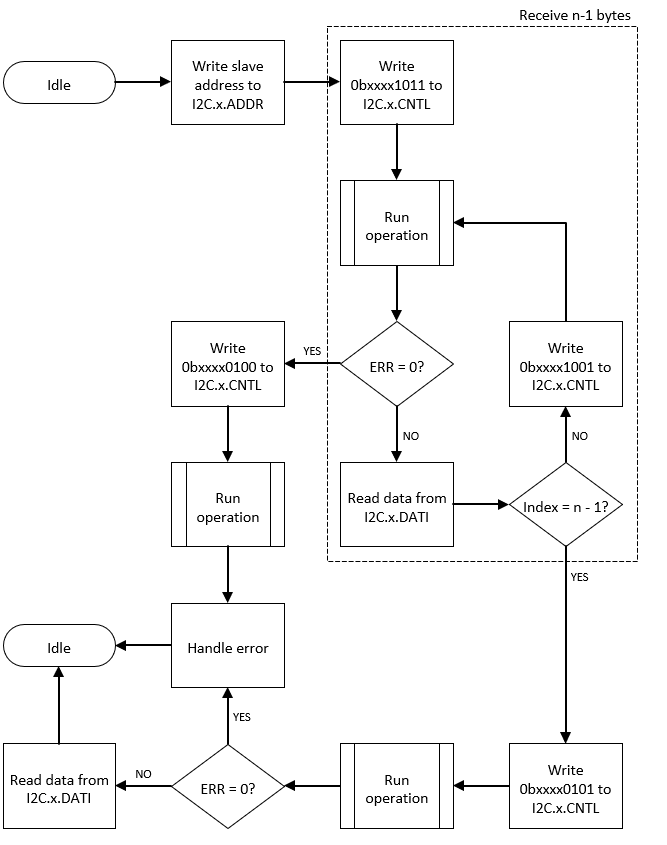 Receive n-1 bytes
Idle
Write slave
address to
I2C.x.ADDR
Write
0bxxxx1011 to
I2C.x.CNTL
Run
operation
Write
0bxxxx0100 to
I2C.x.CNTL
YES
ERR = 0?
Write
0bxxxx1001 to
I2C.x.CNTL
NO
NO
Run
operation
Read data from
I2C.x.DATI
Index = n - 1?
YES
Idle
Handle error
YES
Read data from
I2C.x.DATI
NO
ERR = 0?
Run
operation
Write
0bxxxx0101 to
I2C.x.CNTL